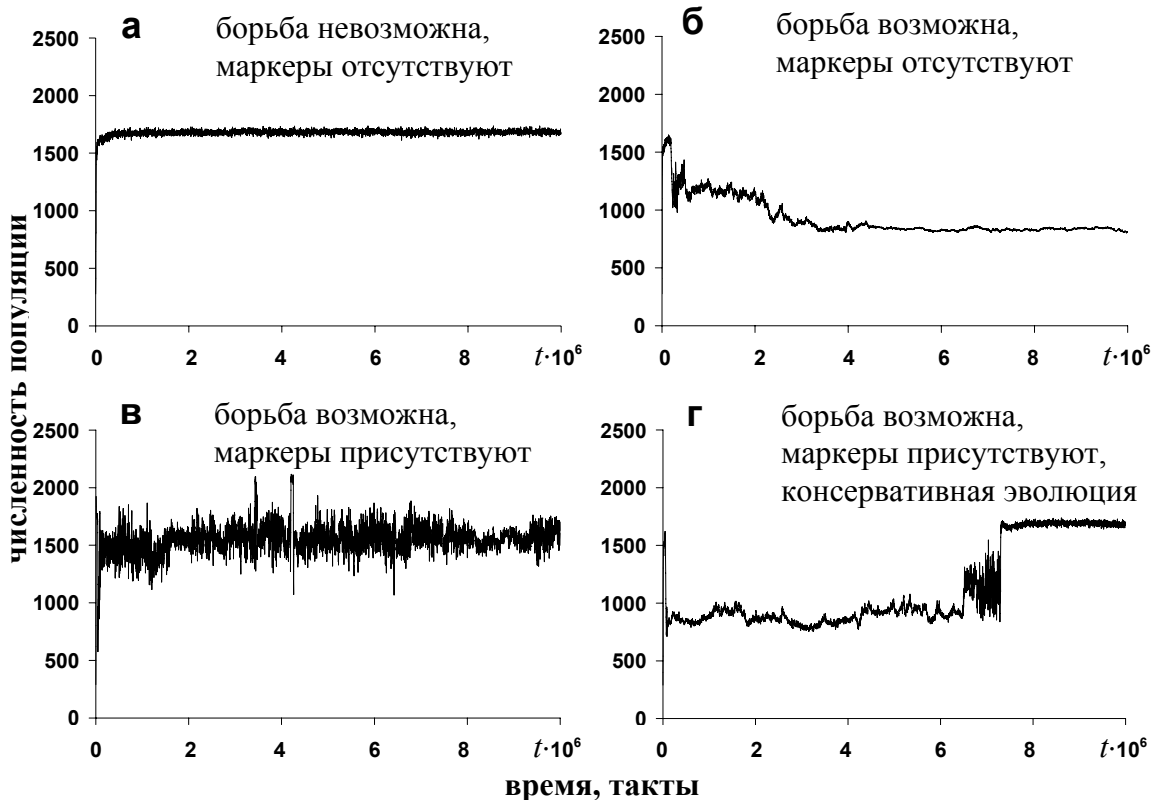 а
борьба невозможна,
маркеры отсутствуют
2500
2000
1500
1000
500
0
0 2 4 6 8 t·10⁶
б
борьба возможна,
маркеры отсутствуют
2500
2000
1500
1000
500
0
0 2 4 6 8 t·10⁶
в
борьба возможна,
маркеры присутствуют
2500
2000
1500
1000
500
0
0 2 4 6 8 t·10⁶
г
борьба возможна,
маркеры присутствуют,
консервативная эволюция
2500
2000
1500
1000
500
0
0 2 4 6 8 t·10⁶
численность популяции
время, такты